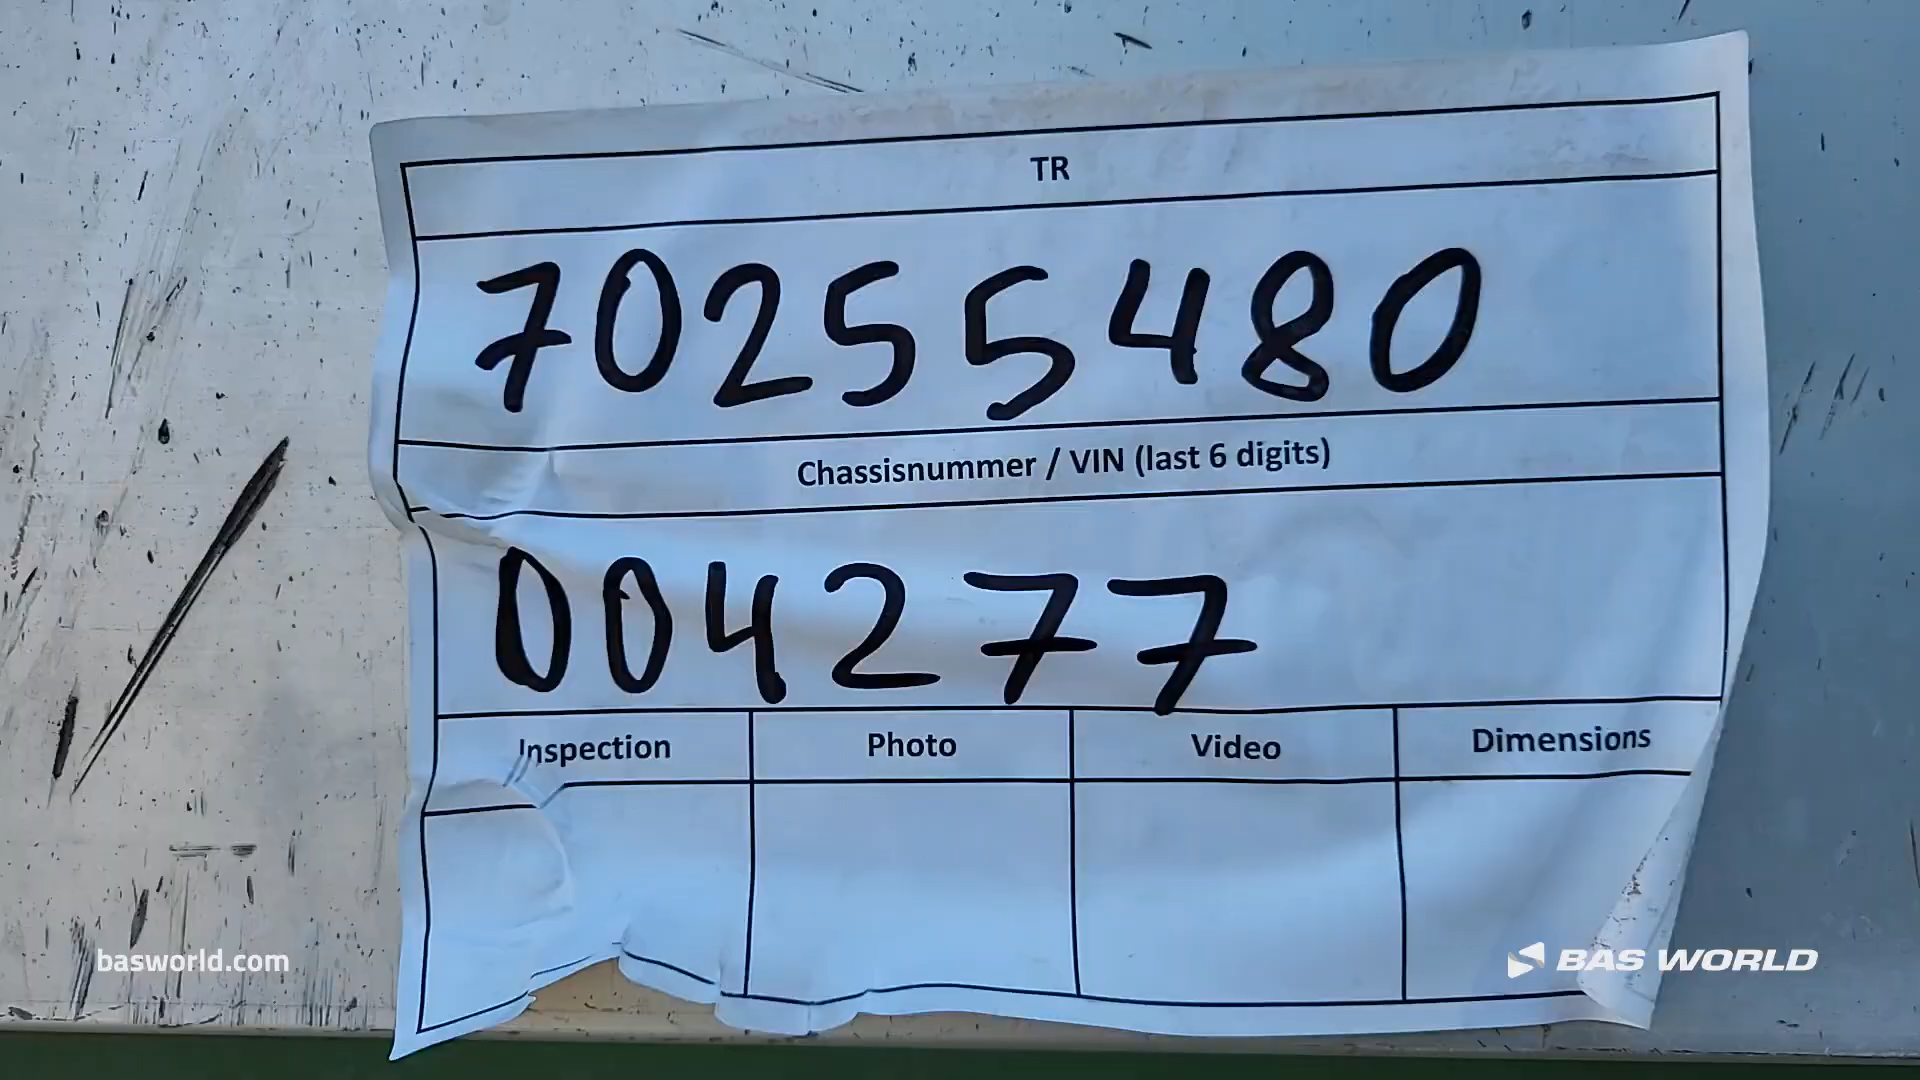 TR
70255480
Chassisnummer / VIN (last 6 digits)
004277
Inspection Photo Video Dimensions
basworld.com
BAS WORLD